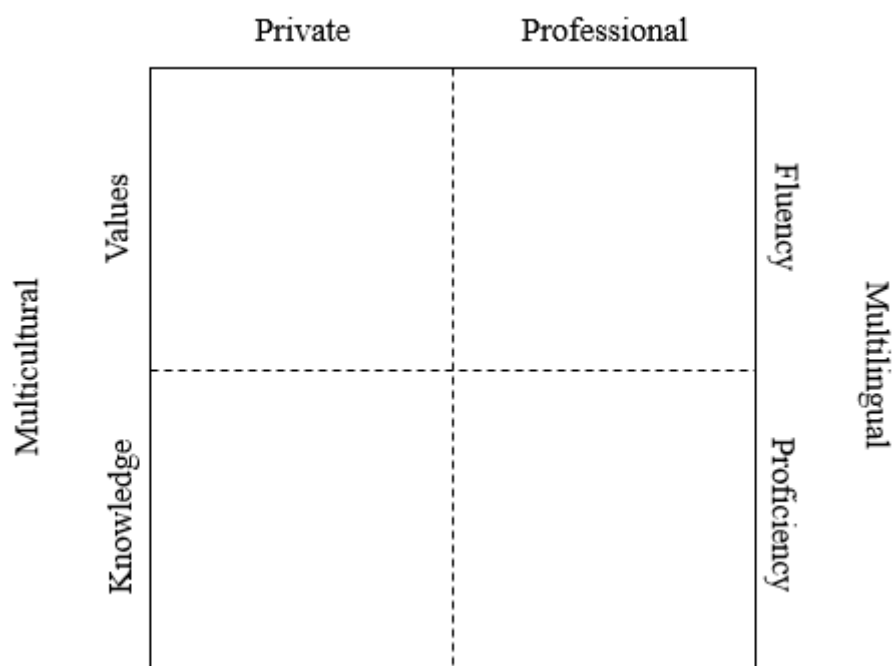 Private
Professional
Values
Fluency
Multicultural
Multilingual
Knowledge
Proficiency